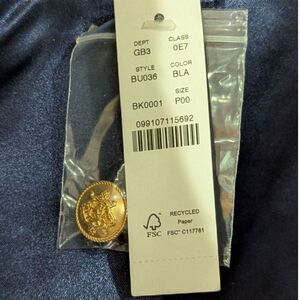 DEPT CLASS
GB3 0E7
STYLE COLOR
BU036 BLA
SIZE
BK0001 P00
099107115692
RECYCLED
Paper
FSC® C117761
FSC